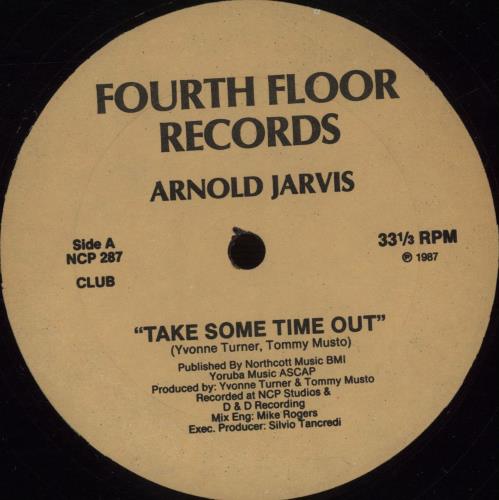 FOURTH FLOOR
RECORDS
ARNOLD JARVIS
Side A
NCP 287
CLUB
33 1/3 RPM
℗ 1987
“TAKE SOME TIME OUT”
(Yvonne Turner, Tommy Musto)
Published By Northcott Music BMI
Yoruba Music ASCAP
Produced by: Yvonne Turner & Tommy Musto
Recorded at NCP Studios &
D & D Recording
Mix Eng: Mike Rogers
Exec. Producer: Silvio Tancredi